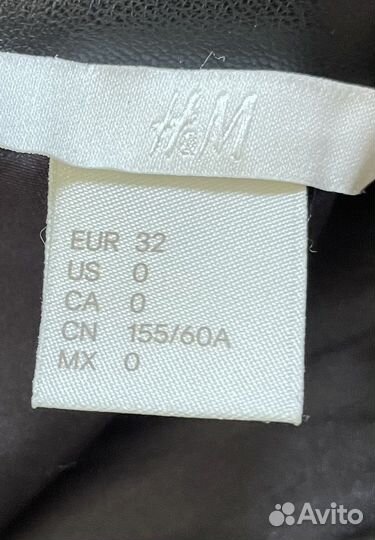 H&M
EUR 32
US 0
CA 0
CN 155/60A
MX 0
Avito